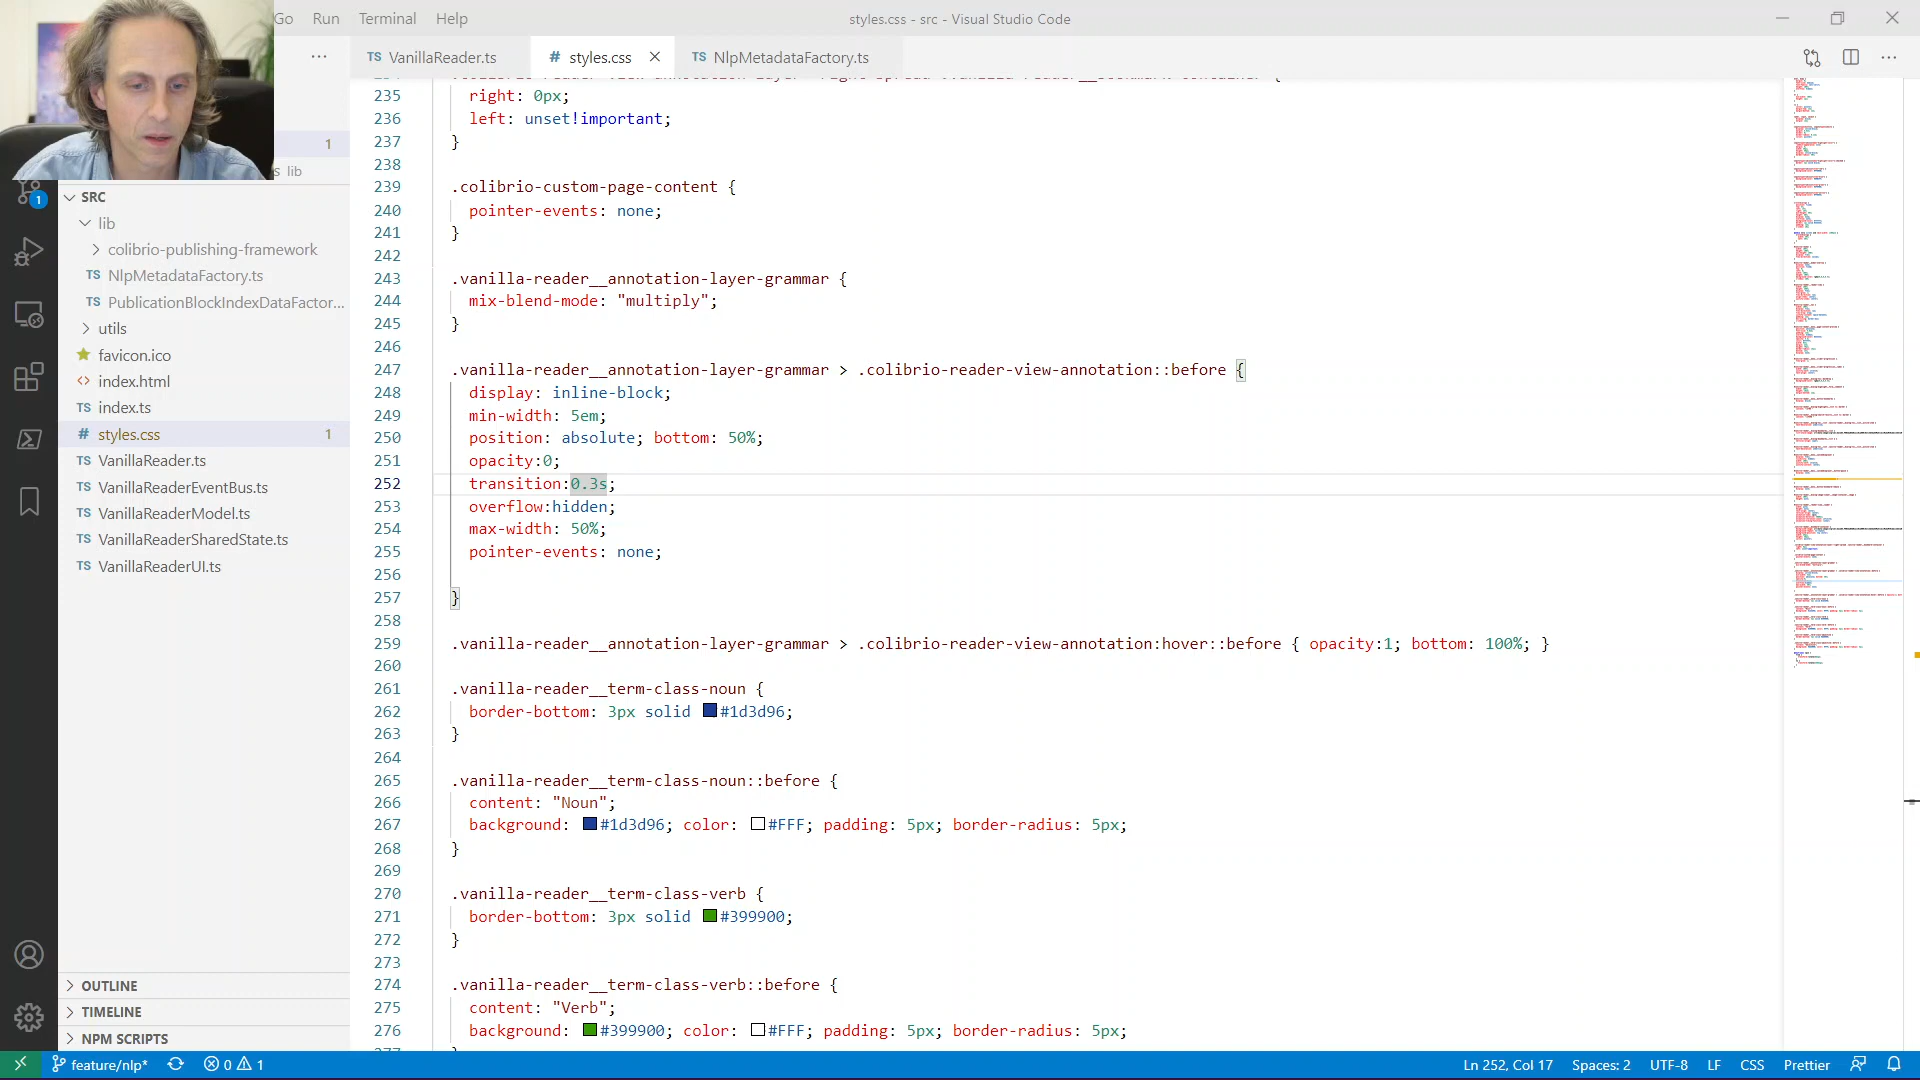 Go Run Terminal Help
styles.css - src - Visual Studio Code
TS VanillaReader.ts
# styles.css
TS NlpMetadataFactory.ts
1
s lib
1
SRC
lib
colibrio-publishing-framework
TS NlpMetadataFactory.ts
TS PublicationBlockIndexDataFactor...
utils
favicon.ico
<> index.html
TS index.ts
# styles.css 1
TS VanillaReader.ts
TS VanillaReaderEventBus.ts
TS VanillaReaderModel.ts
TS VanillaReaderSharedState.ts
TS VanillaReaderUI.ts
OUTLINE
TIMELINE
NPM SCRIPTS
235 right: 0px;
236 left: unset!important;
237 }
238
239 .colibrio-custom-page-content {
240 pointer-events: none;
241 }
242
243 .vanilla-reader__annotation-layer-grammar {
244 mix-blend-mode: "multiply";
245 }
246
247 .vanilla-reader__annotation-layer-grammar > .colibrio-reader-view-annotation::before {
248 display: inline-block;
249 min-width: 5em;
250 position: absolute; bottom: 50%;
251 opacity:0;
252 transition:0.3s;
253 overflow:hidden;
254 max-width: 50%;
255 pointer-events: none;
256
257 }
258
259 .vanilla-reader__annotation-layer-grammar > .colibrio-reader-view-annotation:hover::before { opacity:1; bottom: 100%; }
260
261 .vanilla-reader__term-class-noun {
262 border-bottom: 3px solid #1d3d96;
263 }
264
265 .vanilla-reader__term-class-noun::before {
266 content: "Noun";
267 background: #1d3d96; color: #FFF; padding: 5px; border-radius: 5px;
268 }
269
270 .vanilla-reader__term-class-verb {
271 border-bottom: 3px solid #399900;
272 }
273
274 .vanilla-reader__term-class-verb::before {
275 content: "Verb";
276 background: #399900; color: #FFF; padding: 5px; border-radius: 5px;
feature/nlp* 0 1
Ln 252, Col 17 Spaces: 2 UTF-8 LF CSS Prettier